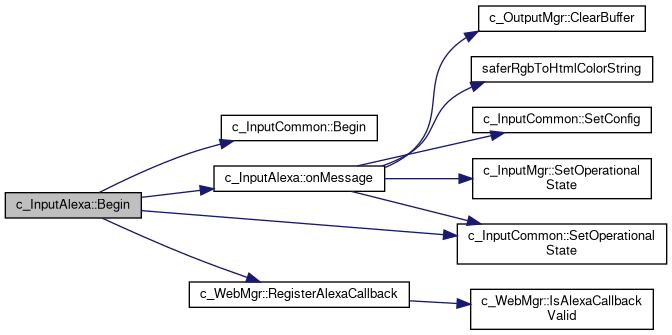 c_OutputMgr::ClearBuffer
saferRgbToHtmlColorString
c_InputCommon::Begin
c_InputCommon::SetConfig
c_InputAlexa::onMessage
c_InputMgr::SetOperational
State
c_InputAlexa::Begin
c_InputCommon::SetOperational
State
c_WebMgr::RegisterAlexaCallback
c_WebMgr::IsAlexaCallback
Valid